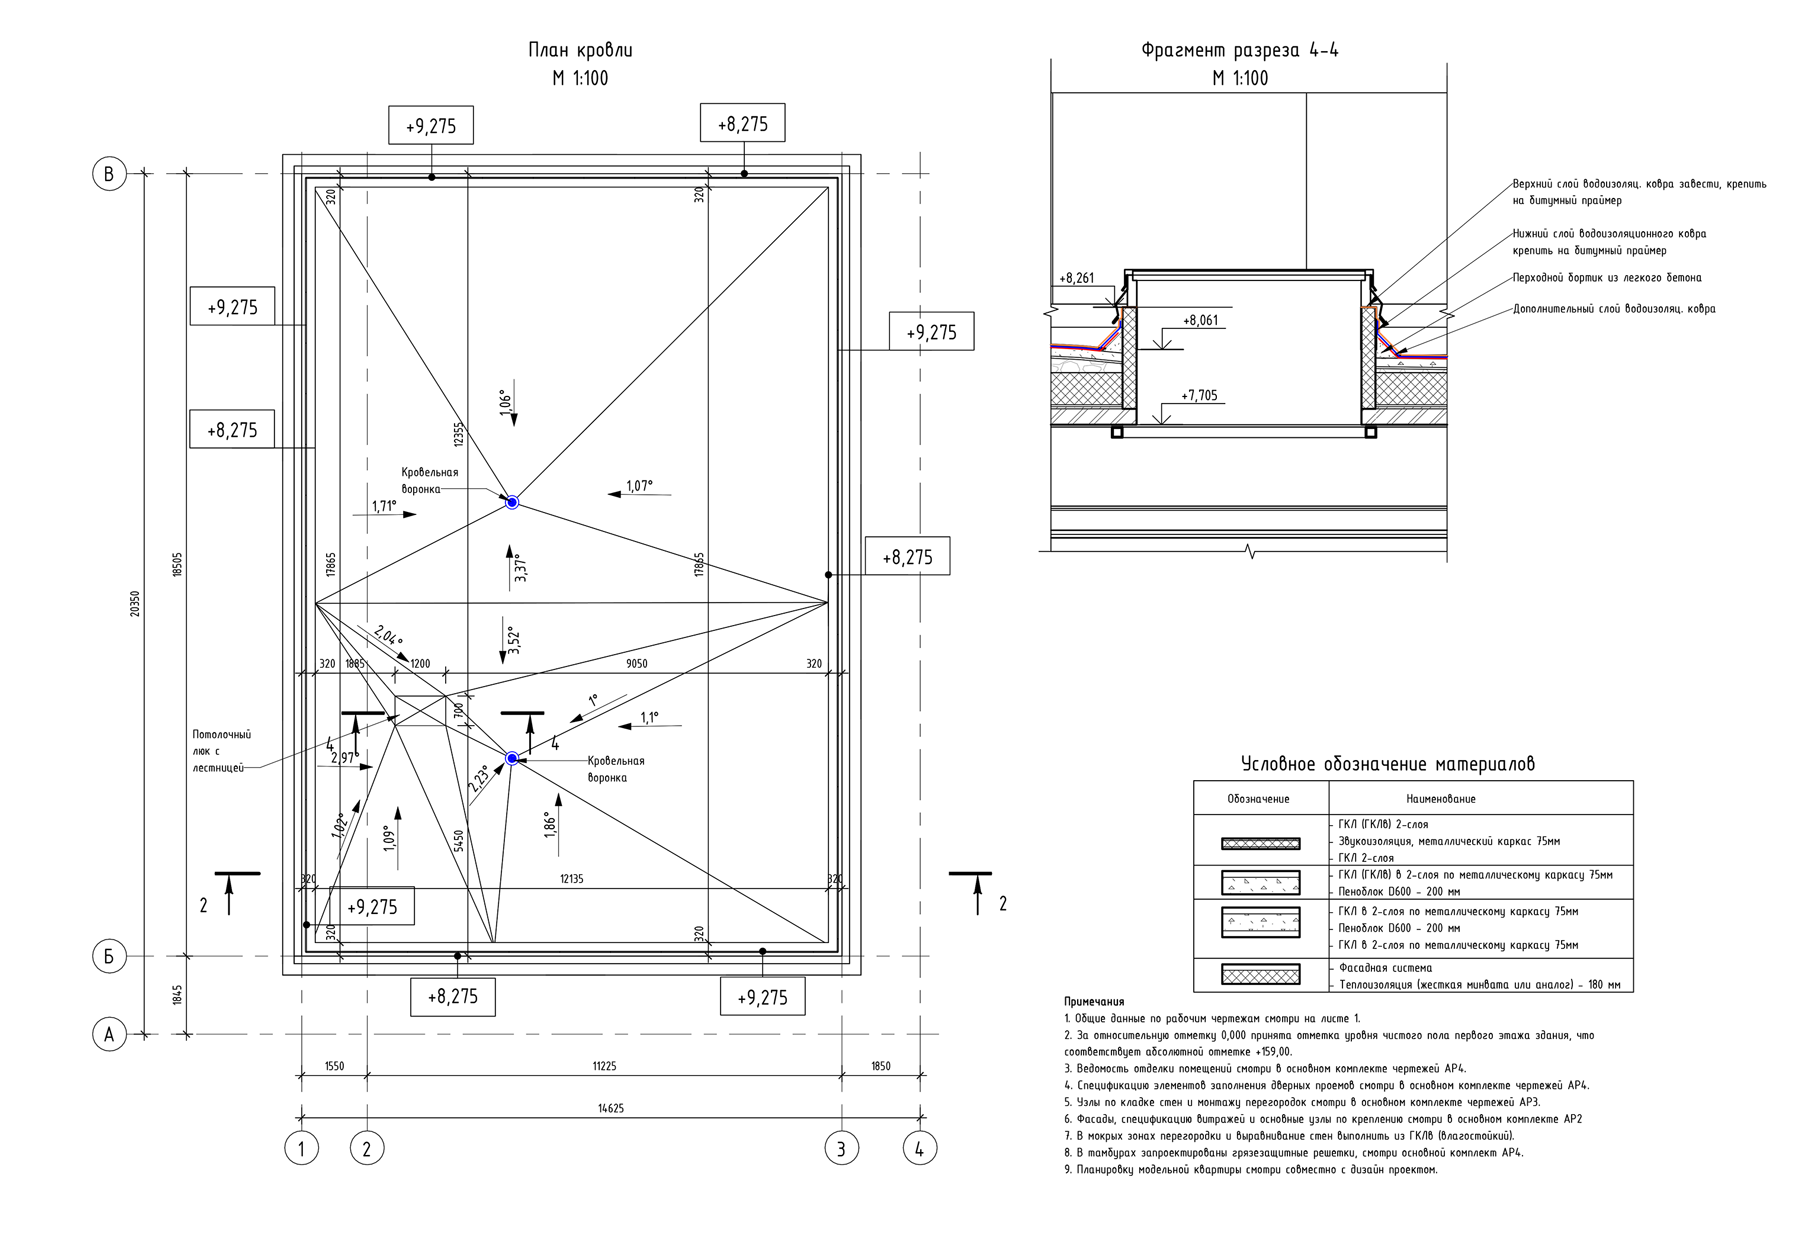 План кровли
М 1:100
+9,275
+8,275
В
320
320
+9,275
+9,275
+8,275
1,06°
12355
Кровельная
воронка
1,07°
1,71°
17865
18505
3,37°
17865
+8,275
20350
2,04°
3,52°
320
1885
1200
9050
320
700
1°
1,1°
Потолочный
люк с
лестницей
4
4
2,97°
Кровельная
воронка
2,23°
1,02°
1,09°
1,86°
5450
320
12135
320
2
2
+9,275
320
320
Б
1845
+8,275
+9,275
А
1550
11225
1850
14625
1
2
3
4
Фрагмент разреза 4-4
М 1:100
Верхний слой водоизоляц. ковра завести, крепить
на битумный праймер
Нижний слой водоизоляционного ковра
крепить на битумный праймер
Перходной бортик из легкого бетона
Дополнительный слой водоизоляц. ковра
+8,261
+8,061
+7,705
Условное обозначение материалов
Обозначение
Наименование
- ГКЛ (ГКЛВ) 2-слоя
- Звукоизоляция, металлический каркас 75мм
- ГКЛ 2-слоя
- ГКЛ (ГКЛВ) в 2-слоя по металлическому каркасу 75мм
- Пеноблок D600 - 200 мм
- ГКЛ в 2-слоя по металлическому каркасу 75мм
- Пеноблок D600 - 200 мм
- ГКЛ в 2-слоя по металлическому каркасу 75мм
- Фасадная система
- Теплоизоляция (жесткая минвата или аналог) - 180 мм
Примечания
1. Общие данные по рабочим чертежам смотри на листе 1.
2. За относительную отметку 0,000 принята отметка уровня чистого пола первого этажа здания, что
соответствует абсолютной отметке +159,00.
3. Ведомость отделки помещений смотри в основном комплекте чертежей АР4.
4. Спецификацию элементов заполнения дверных проемов смотри в основном комплекте чертежей АР4.
5. Узлы по кладке стен и монтажу перегородок смотри в основном комплекте чертежей АР3.
6. Фасады, спецификацию витражей и основные узлы по креплению смотри в основном комплекте АР2
7. В мокрых зонах перегородки и выравнивание стен выполнить из ГКЛв (влагостойкий).
8. В тамбурах запроектированы грязезащитные решетки, смотри основной комплект АР4.
9. Планировку модельной квартиры смотри совместно с дизайн проектом.